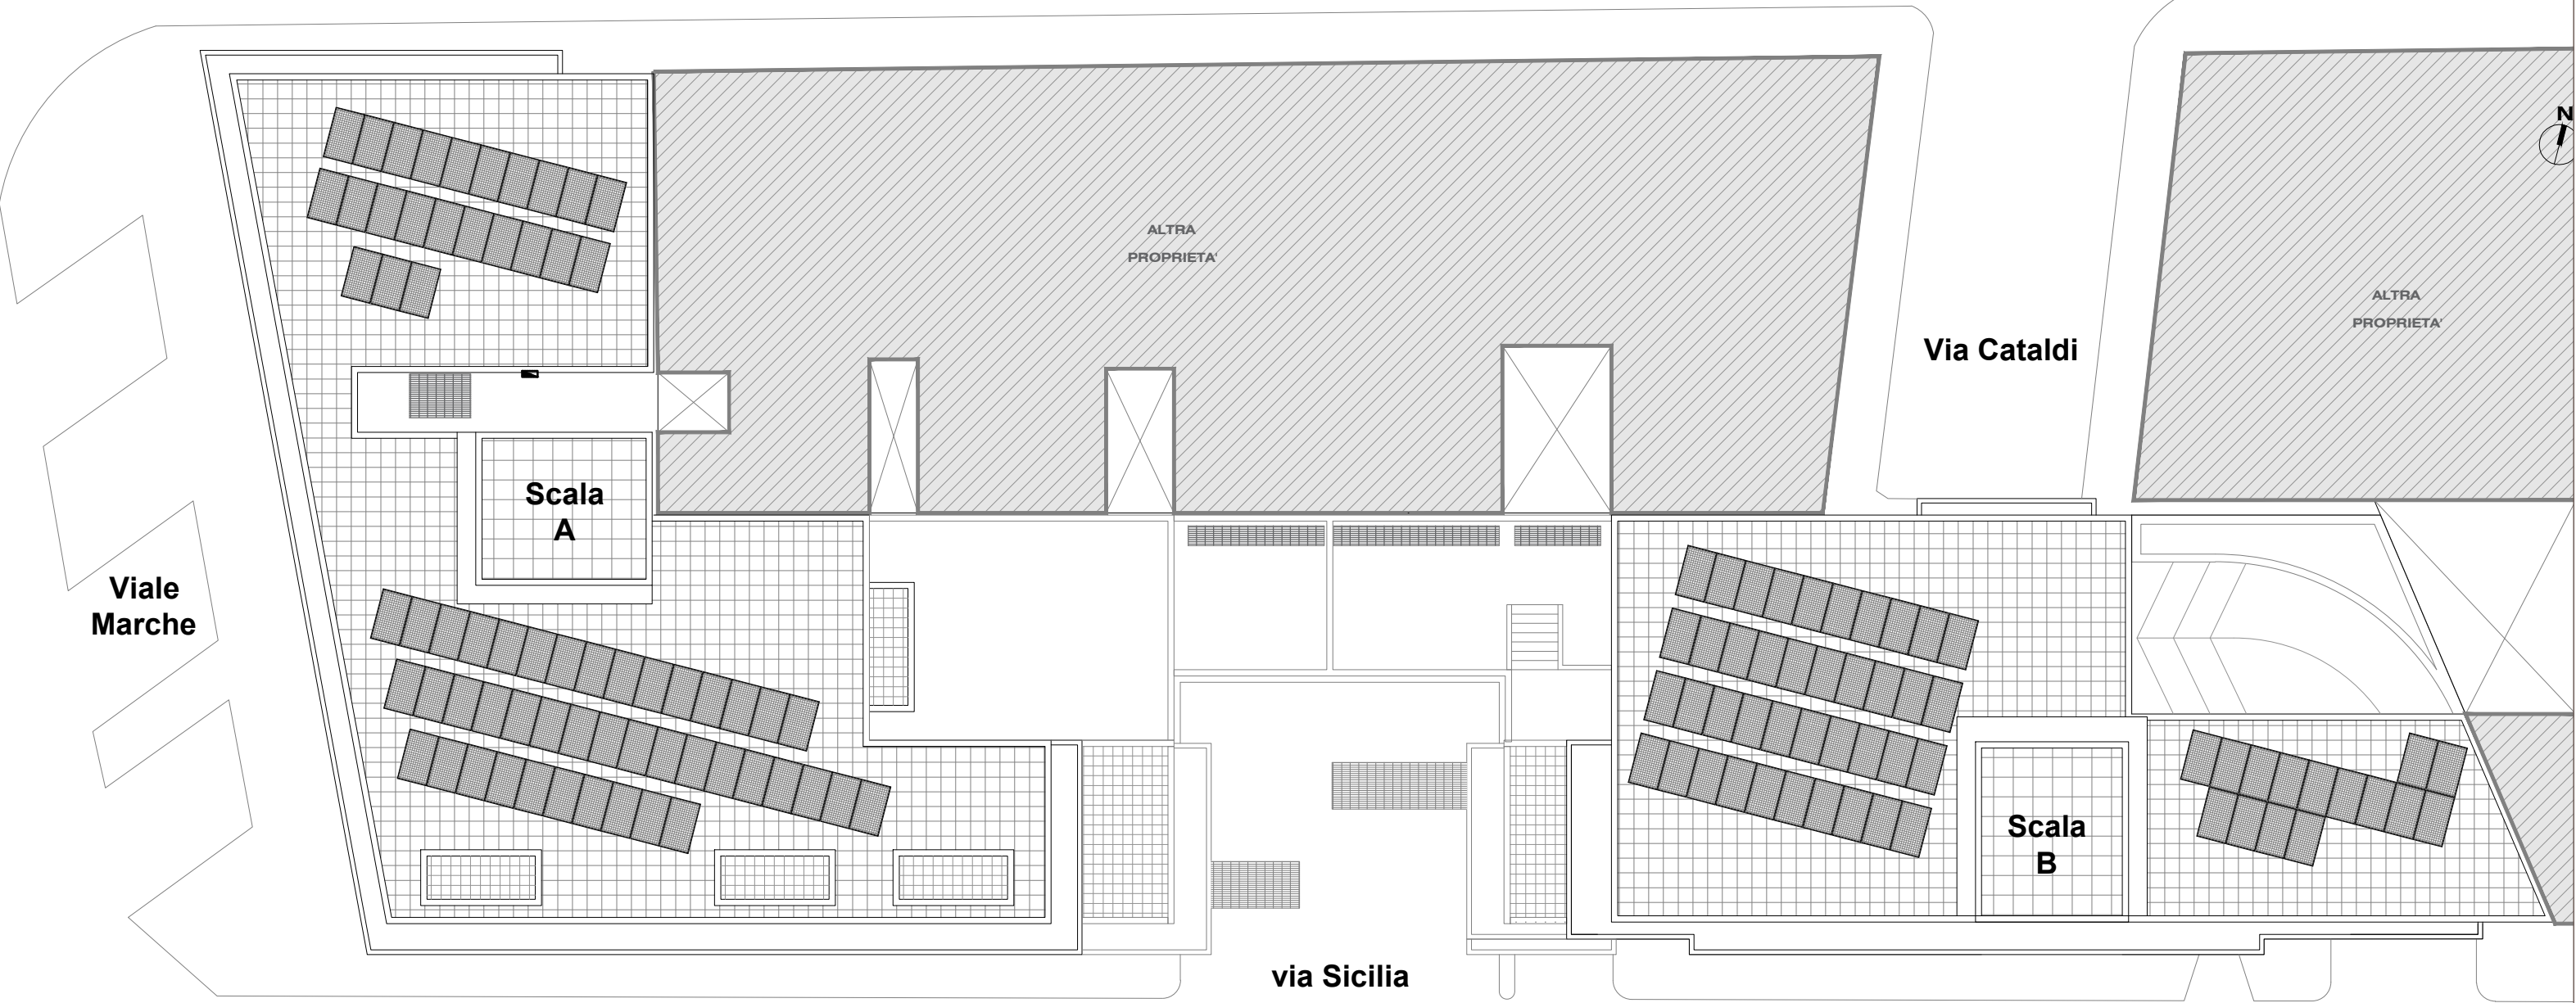 N
ALTRA
PROPRIETA'
ALTRA
PROPRIETA'
Via Cataldi
Scala
A
Viale
Marche
Scala
B
via Sicilia